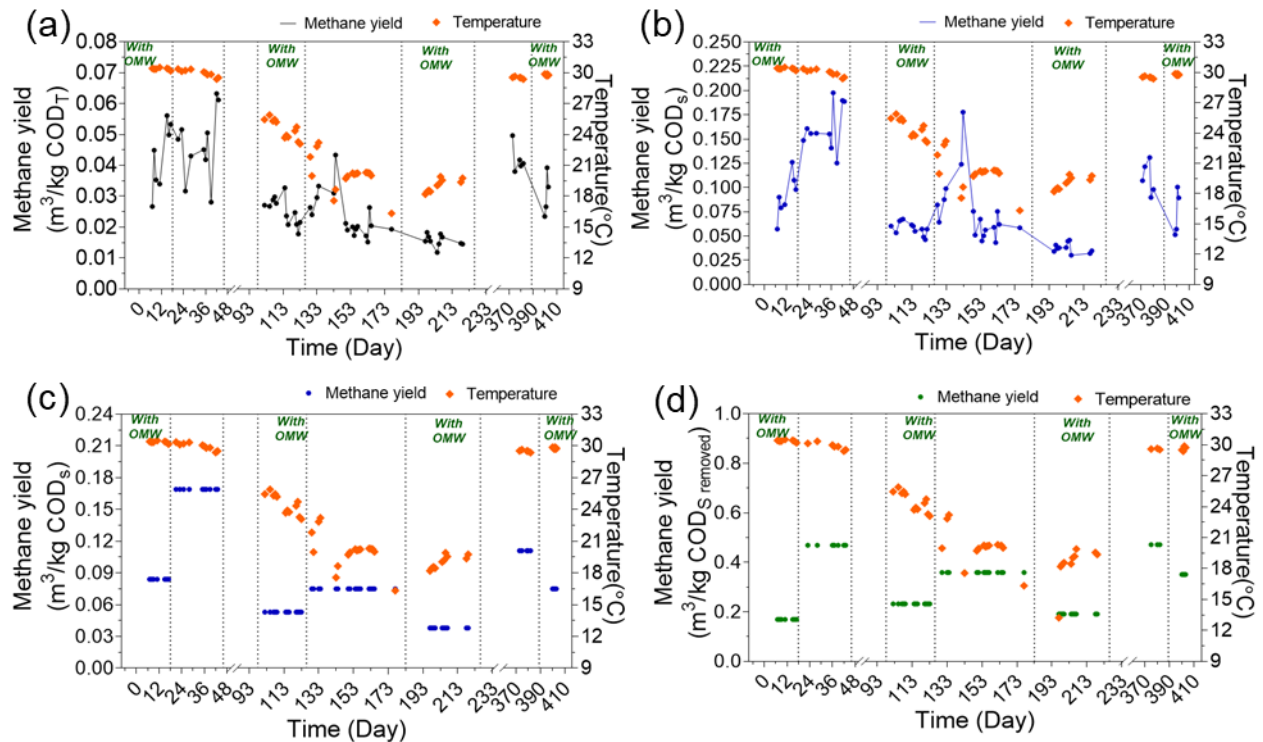 (a)
Methane yield
Temperature
With OMW
With OMW
With OMW
With OMW
0.08
0.07
0.06
0.05
0.04
0.03
0.02
0.01
0.00
Methane yield
(m³/kg COD_T)
33
30
27
24
21
18
15
12
9
Temperature(°C)
0 12 24 36 48 93 113 133 153 173 193 213 233 370 390 410
Time (Day)
(b)
Methane yield
Temperature
With OMW
With OMW
With OMW
With OMW
0.250
0.225
0.200
0.175
0.150
0.125
0.100
0.075
0.050
0.025
0.000
Methane yield
(m³/kg COD_s)
33
30
27
24
21
18
15
12
9
Temperature(°C)
0 12 24 36 48 93 113 133 153 173 193 213 233 370 390 410
Time (Day)
(c)
Methane yield
Temperature
With OMW
With OMW
With OMW
With OMW
0.24
0.21
0.18
0.15
0.12
0.09
0.06
0.03
0.00
Methane yield
(m³/kg COD_s)
33
30
27
24
21
18
15
12
9
Temperature(°C)
0 12 24 36 48 93 113 133 153 173 193 213 233 370 390 410
Time (Day)
(d)
Methane yield
Temperature
With OMW
With OMW
With OMW
With OMW
1.0
0.8
0.6
0.4
0.2
0.0
Methane yield
(m³/kg COD_S removed)
33
30
27
24
21
18
15
12
9
Temperature(°C)
0 12 24 36 48 93 113 133 153 173 193 213 233 370 390 410
Time (Day)